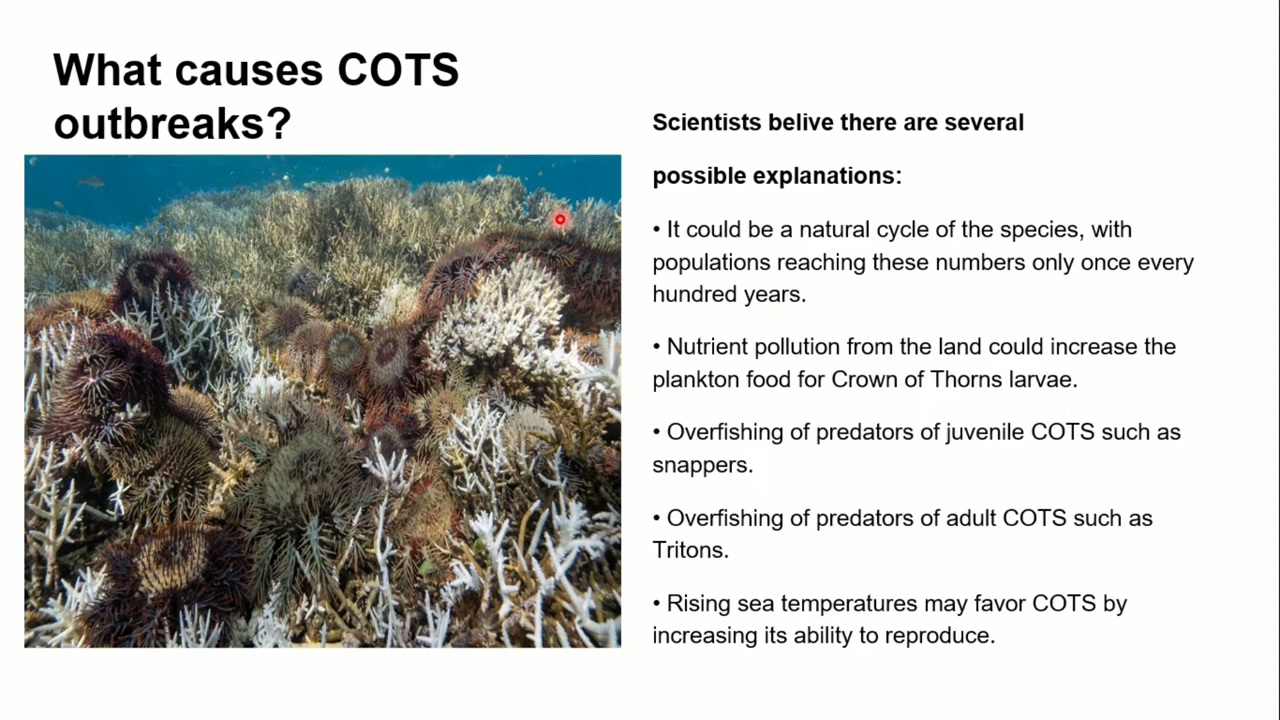 What causes COTS
outbreaks?
Scientists belive there are several
possible explanations:
• It could be a natural cycle of the species, with
populations reaching these numbers only once every
hundred years.
• Nutrient pollution from the land could increase the
plankton food for Crown of Thorns larvae.
• Overfishing of predators of juvenile COTS such as
snappers.
• Overfishing of predators of adult COTS such as
Tritons.
• Rising sea temperatures may favor COTS by
increasing its ability to reproduce.